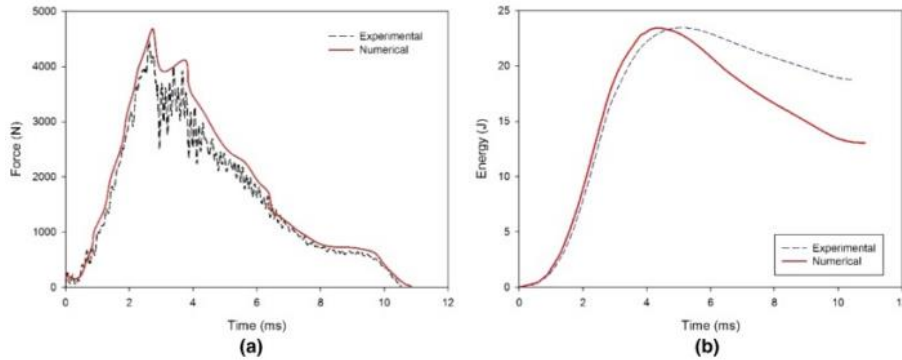 5000
4000
3000
2000
1000
0
Force (N)
0 2 4 6 8 10 12
Time (ms)
Experimental
Numerical
(a)
25
20
15
10
5
0
Energy (J)
0 2 4 6 8 10 12
Time (ms)
Experimental
Numerical
(b)